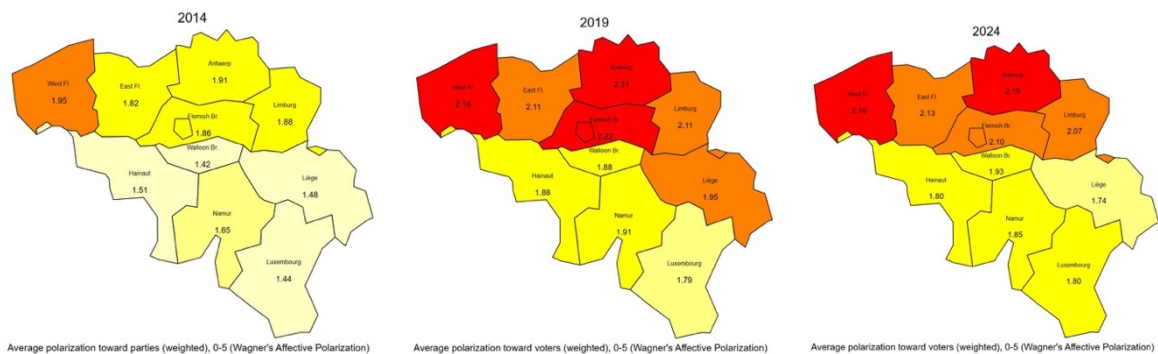 2014
West Fl.
1.95
East Fl.
1.82
Antwerp
1.91
Limburg
1.88
Flemish Br.
1.86
Walloon Br.
1.42
Hainaut
1.51
Liège
1.48
Namur
1.65
Luxembourg
1.44
Average polarization toward parties (weighted), 0-5 (Wagner's Affective Polarization)
2019
West Fl.
2.16
East Fl.
2.11
Antwerp
2.31
Limburg
2.11
Flemish Br.
2.22
Walloon Br.
1.88
Hainaut
1.88
Liège
1.95
Namur
1.91
Luxembourg
1.79
Average polarization toward voters (weighted), 0-5 (Wagner's Affective Polarization)
2024
West Fl.
2.16
East Fl.
2.13
Antwerp
2.15
Limburg
2.07
Flemish Br.
2.10
Walloon Br.
1.93
Hainaut
1.80
Liège
1.74
Namur
1.85
Luxembourg
1.80
Average polarization toward voters (weighted), 0-5 (Wagner's Affective Polarization)